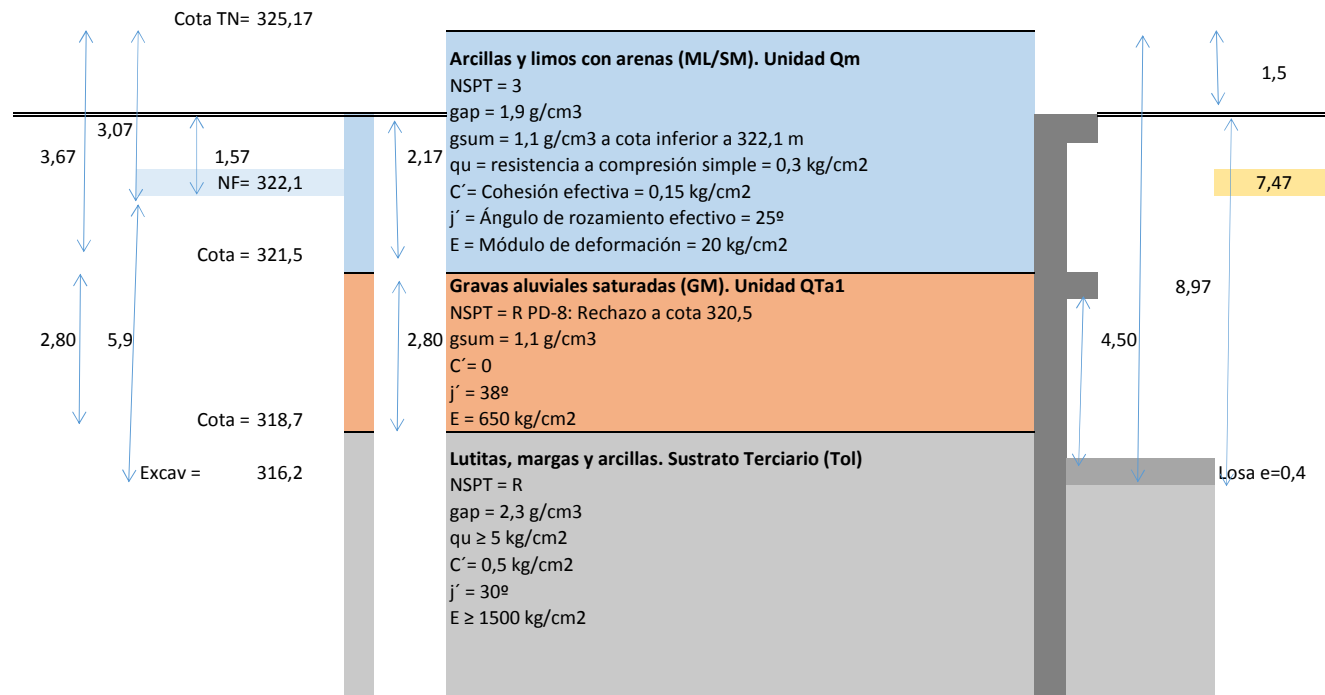 Cota TN= 325,17
Arcillas y limos con arenas (ML/SM). Unidad Qm
NSPT = 3
gap = 1,9 g/cm3
gsum = 1,1 g/cm3 a cota inferior a 322,1 m
qu = resistencia a compresión simple = 0,3 kg/cm2
C´= Cohesión efectiva = 0,15 kg/cm2
j´ = Ángulo de rozamiento efectivo = 25º
E = Módulo de deformación = 20 kg/cm2
1,5
3,07
3,67
1,57
2,17
NF= 322,1
7,47
Cota = 321,5
Gravas aluviales saturadas (GM). Unidad QTa1
NSPT = R PD-8: Rechazo a cota 320,5
gsum = 1,1 g/cm3
C´= 0
j´ = 38º
E = 650 kg/cm2
8,97
2,80
5,9
2,80
4,50
Cota = 318,7
Lutitas, margas y arcillas. Sustrato Terciario (Tol)
NSPT = R
gap = 2,3 g/cm3
qu ≥ 5 kg/cm2
C´= 0,5 kg/cm2
j´ = 30º
E ≥ 1500 kg/cm2
Excav = 316,2
Losa e=0,4